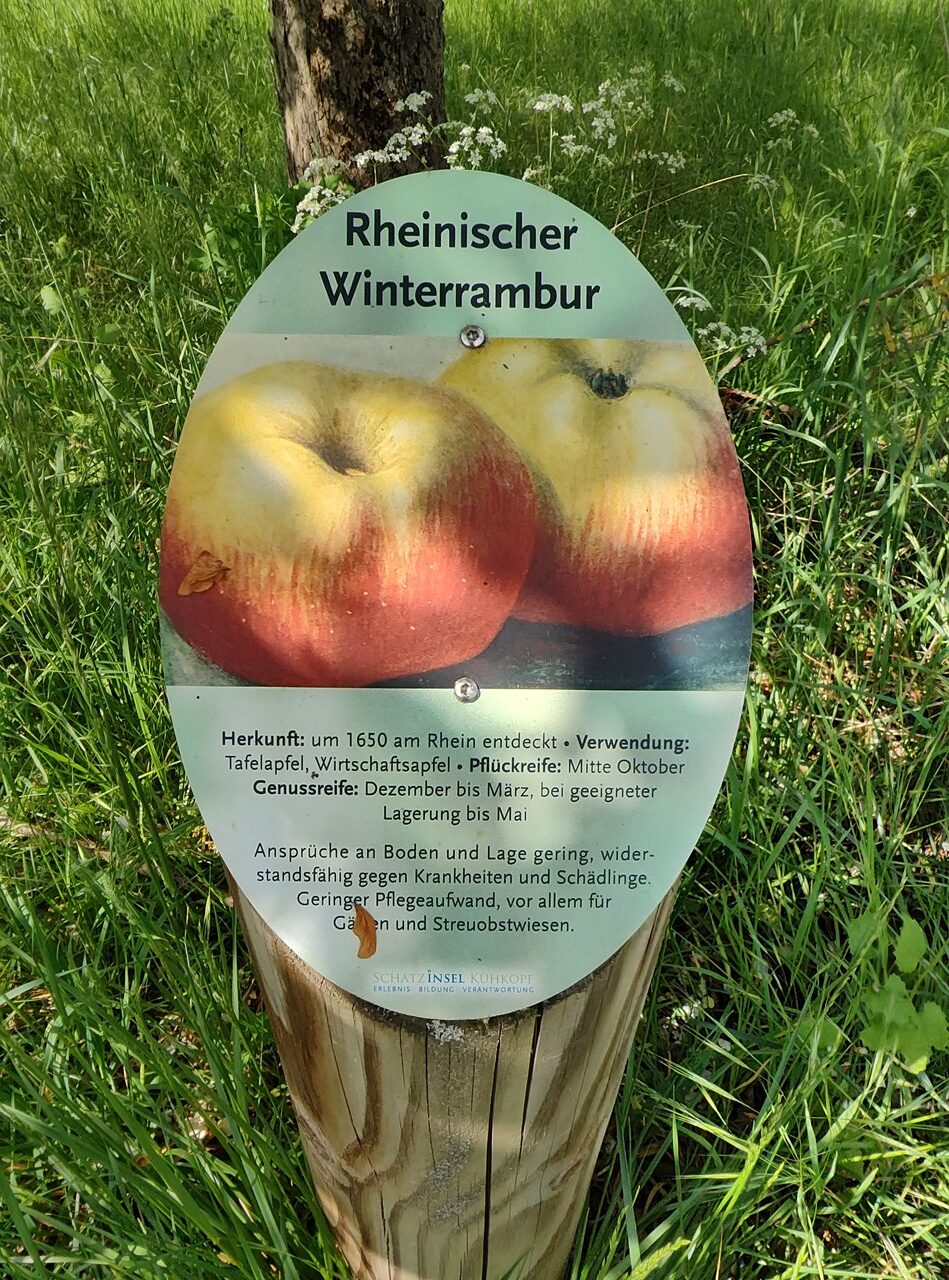 Rheinischer
Winterrambur
Herkunft: um 1650 am Rhein entdeckt • Verwendung:
Tafelapfel, Wirtschaftsapfel • Pflückreife: Mitte Oktober
Genussreife: Dezember bis März, bei geeigneter
Lagerung bis Mai
Ansprüche an Boden und Lage gering, wider-
standsfähig gegen Krankheiten und Schädlinge.
Geringer Pflegeaufwand, vor allem für
Gärten und Streuobstwiesen.
SCHATZINSEL KÜHKOPF
ERLEBNIS BILDUNG VERANTWORTUNG